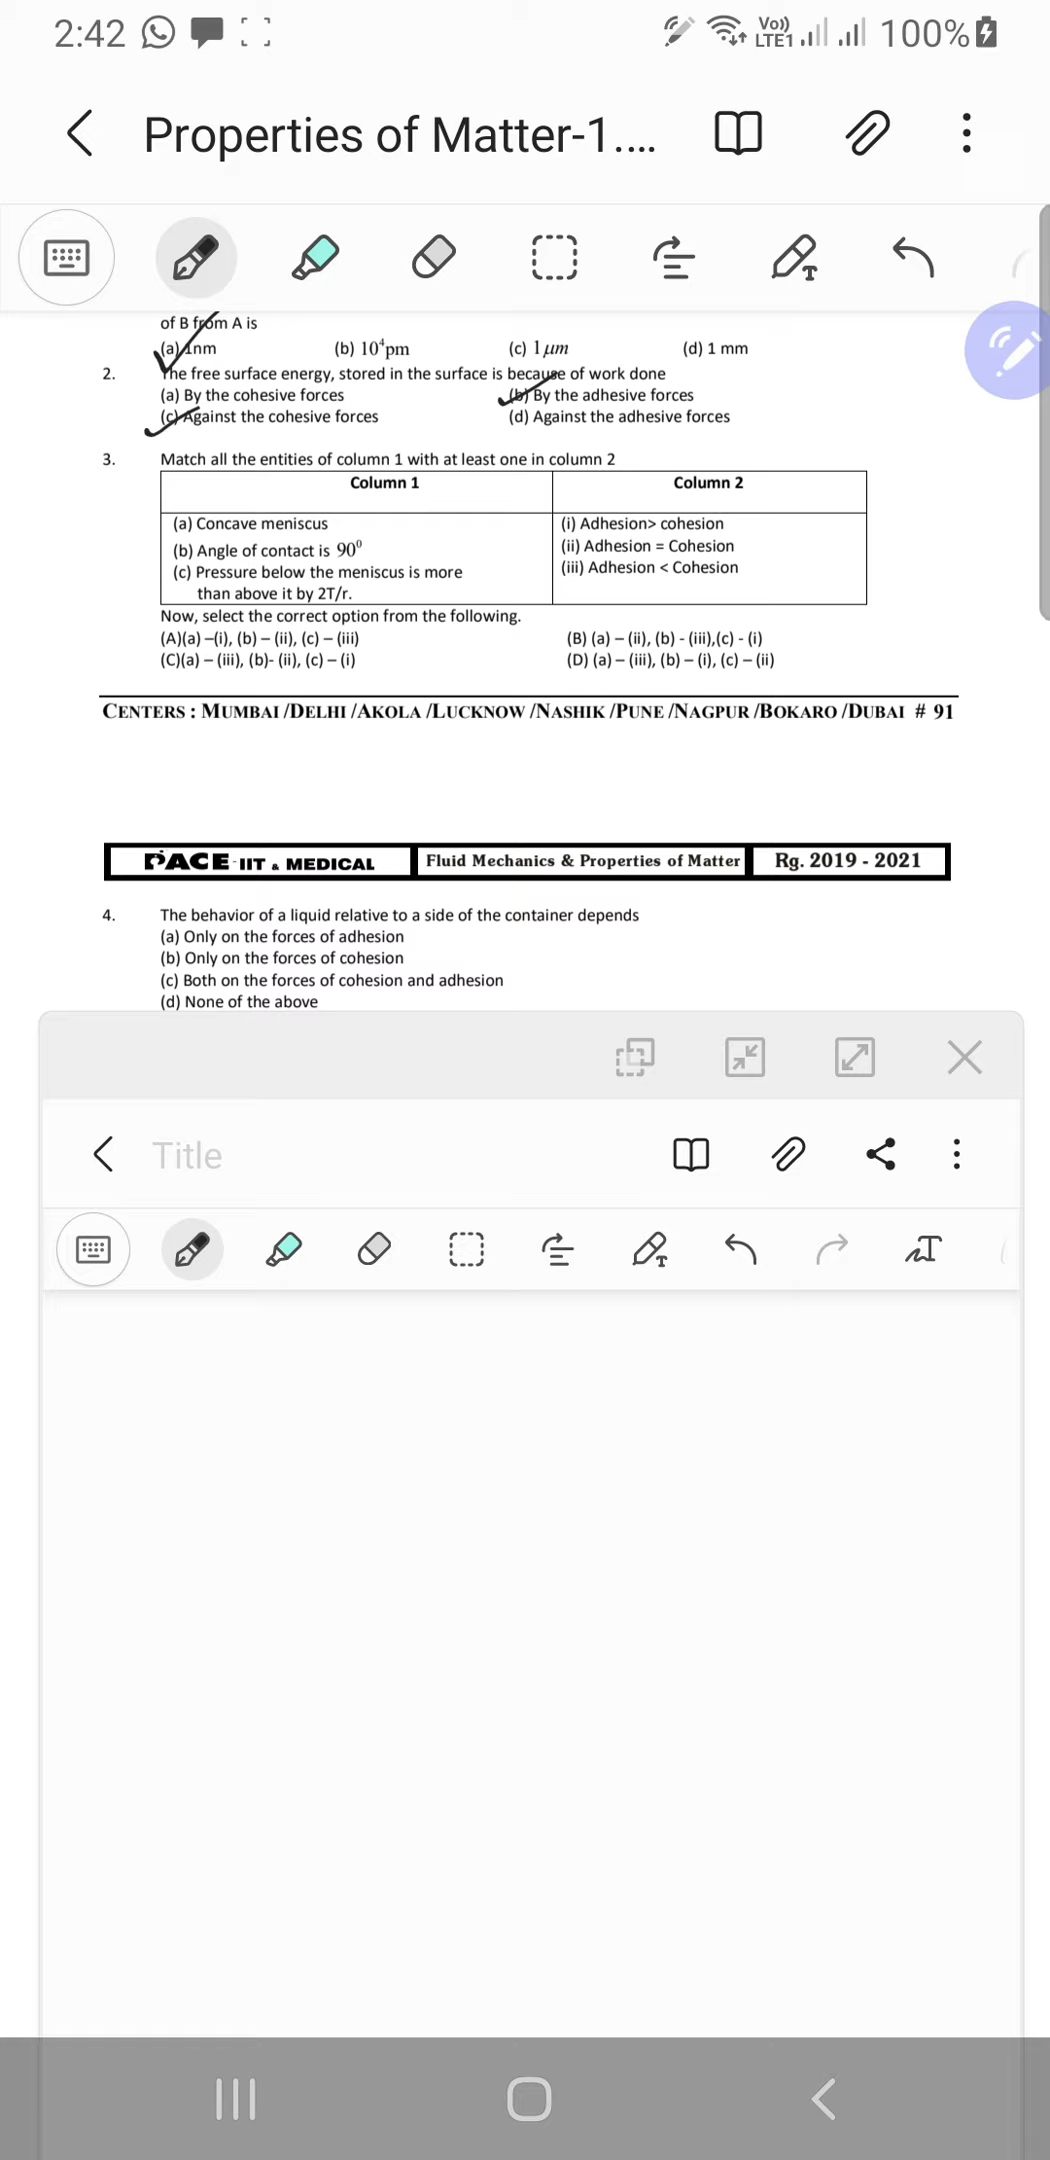 2:42 Vo)) LTE1 100%
Properties of Matter-1....
of B from A is
(a) 1nm (b) 10⁴pm (c) 1 μm (d) 1 mm
2. The free surface energy, stored in the surface is because of work done
(a) By the cohesive forces (b) By the adhesive forces
(c) Against the cohesive forces (d) Against the adhesive forces
3. Match all the entities of column 1 with at least one in column 2
Column 1 Column 2
(a) Concave meniscus (i) Adhesion> cohesion
(b) Angle of contact is 90⁰ (ii) Adhesion = Cohesion
(c) Pressure below the meniscus is more (iii) Adhesion < Cohesion
than above it by 2T/r.
Now, select the correct option from the following.
(A)(a) –(i), (b) – (ii), (c) – (iii) (B) (a) – (ii), (b) - (iii),(c) - (i)
(C)(a) – (iii), (b)- (ii), (c) – (i) (D) (a) – (iii), (b) – (i), (c) – (ii)
CENTERS : MUMBAI /DELHI /AKOLA /LUCKNOW /NASHIK /PUNE /NAGPUR /BOKARO /DUBAI # 91
PACE IIT & MEDICAL Fluid Mechanics & Properties of Matter Rg. 2019 - 2021
4. The behavior of a liquid relative to a side of the container depends
(a) Only on the forces of adhesion
(b) Only on the forces of cohesion
(c) Both on the forces of cohesion and adhesion
(d) None of the above
Title